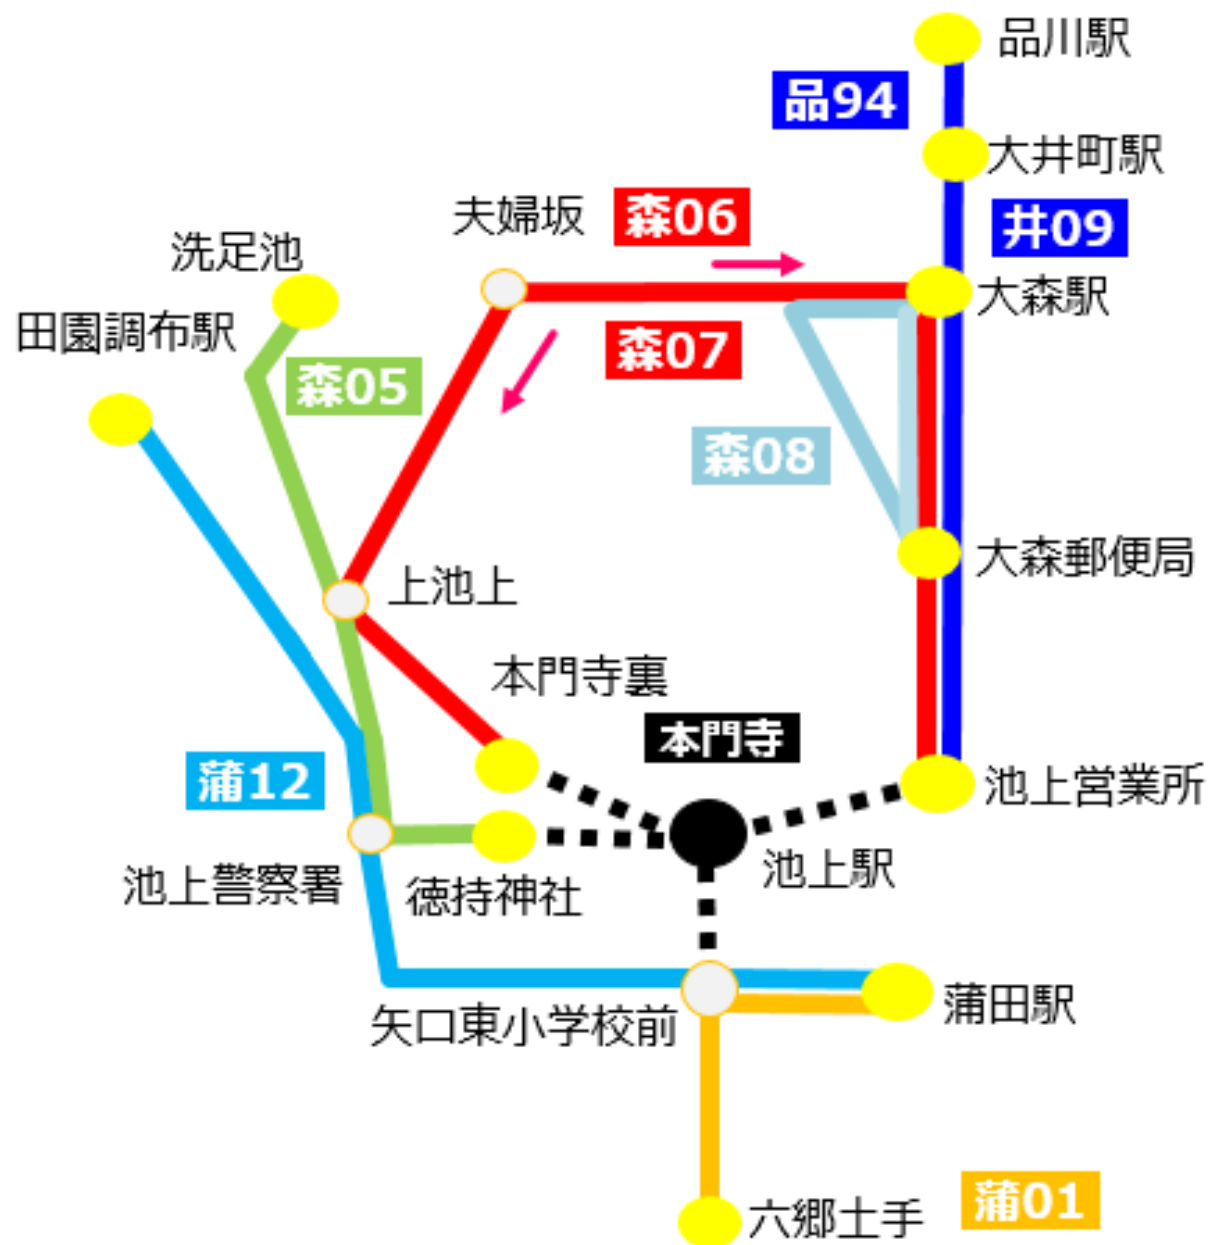 品川駅
品94
大井町駅
夫婦坂
森06
井09
洗足池
大森駅
田園調布駅
森07
森05
森08
大森郵便局
上池上
本門寺裏
本門寺
蒲12
池上営業所
池上駅
池上警察署
徳持神社
矢口東小学校前
蒲田駅
六郷土手
蒲01